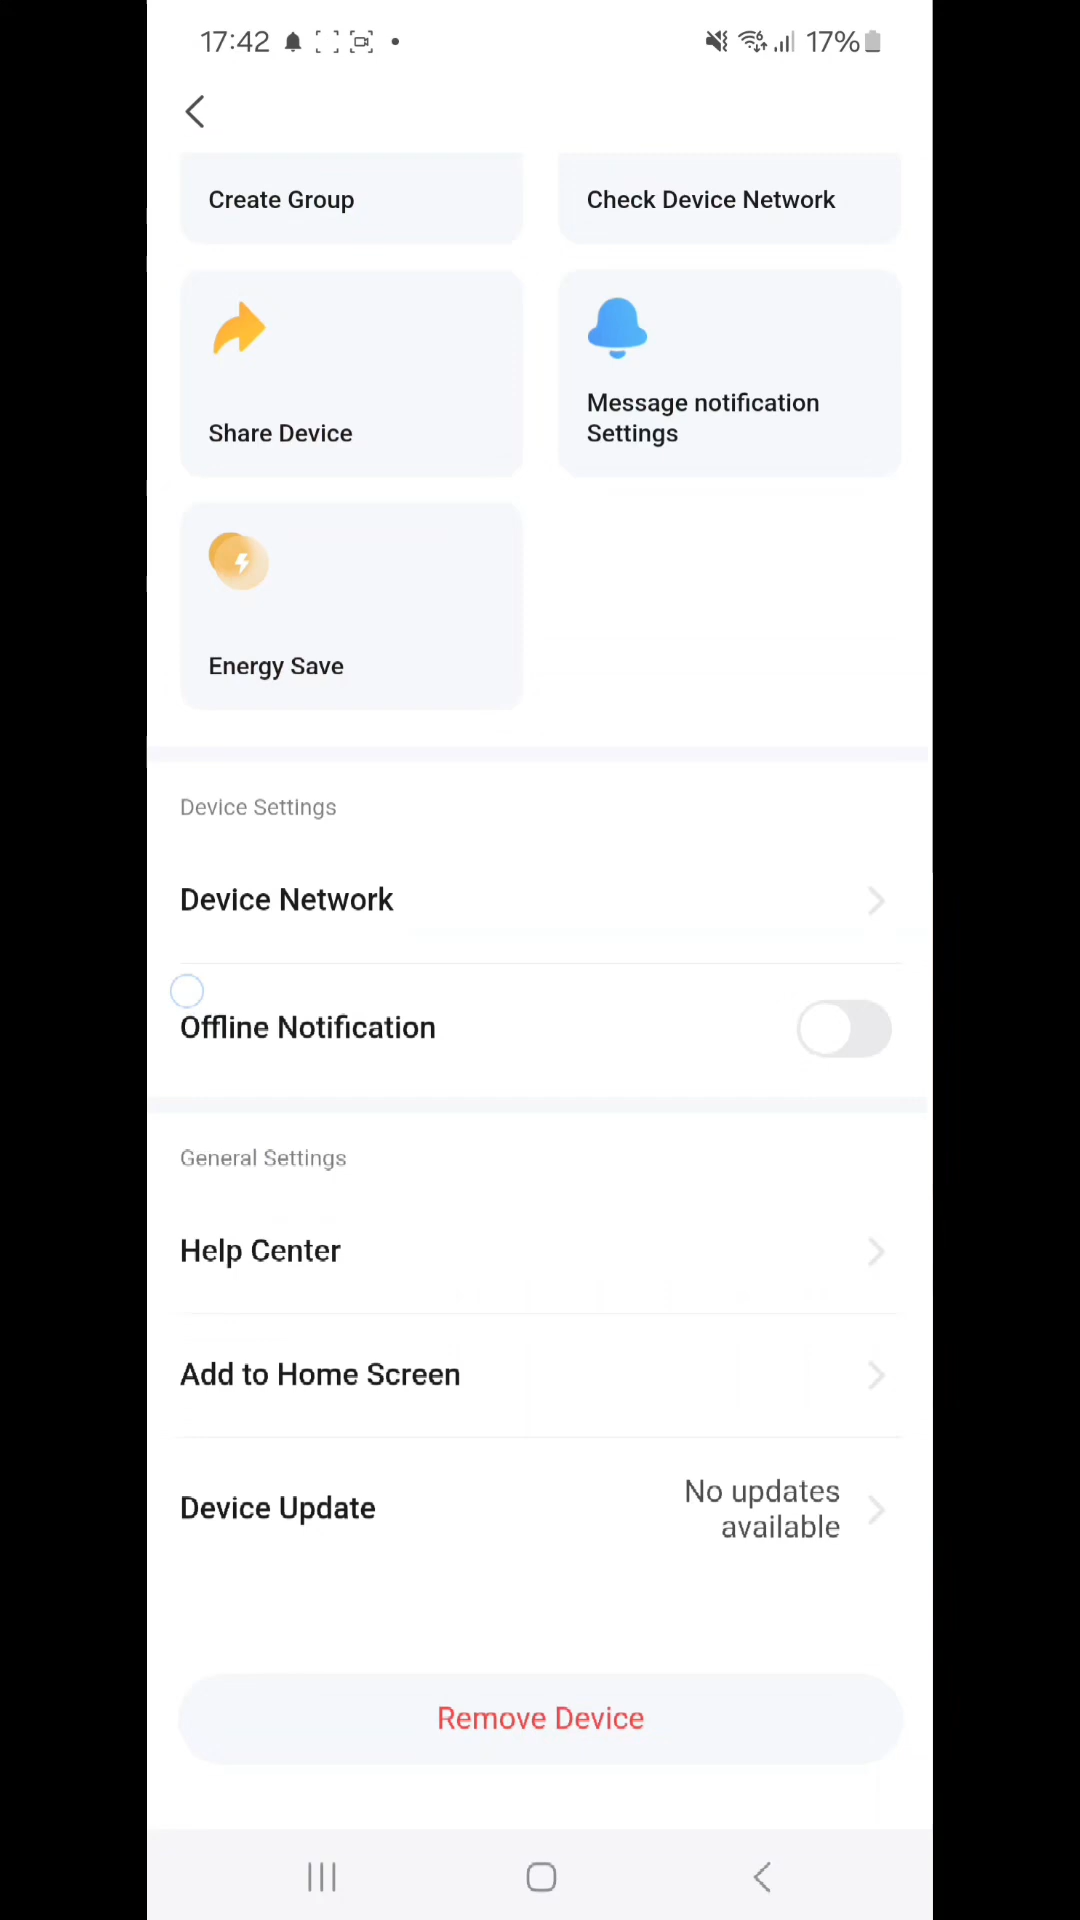 17:42
17%
Create Group
Check Device Network
Share Device
Message notification
Settings
Energy Save
Device Settings
Device Network
Offline Notification
General Settings
Help Center
Add to Home Screen
Device Update
No updates
available
Remove Device